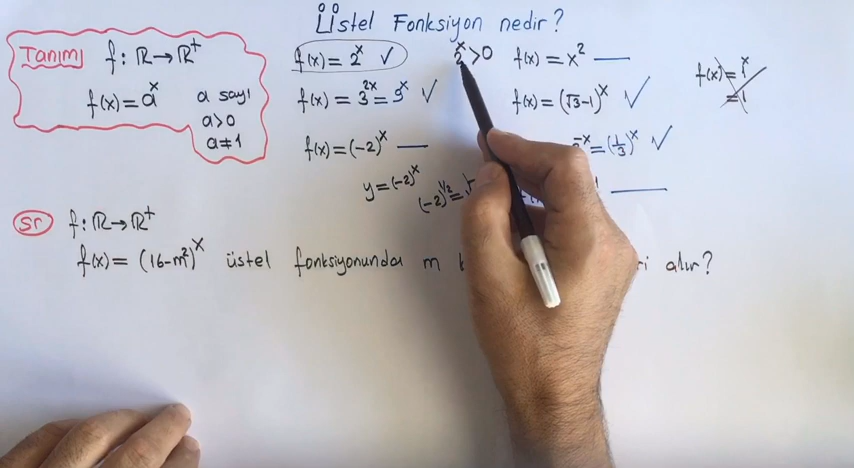 Üstel Fonksiyon nedir?
Tanım f: ℝ→ℝ⁺
f(x) = aˣ a sayı
a>0
a≠1
f(x) = 2ˣ ✓ 2ˣ>0 f(x) = x² —
f(x) = 3²ˣ = 9ˣ ✓ f(x) = (√3-1)ˣ ✓
f(x) = 1ˣ
= 1
f(x) = (-2)ˣ — ⁻ˣ = (1/3)ˣ ✓
y = (-2)ˣ
(-2)^1/2 =
sr f: ℝ→ℝ⁺
f(x) = (16-m²)ˣ üstel fonksiyonunda m alır?